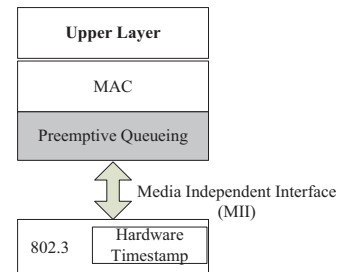 Upper Layer
MAC
Preemptive Queueing
Media Independent Interface
(MII)
802.3
Hardware
Timestamp